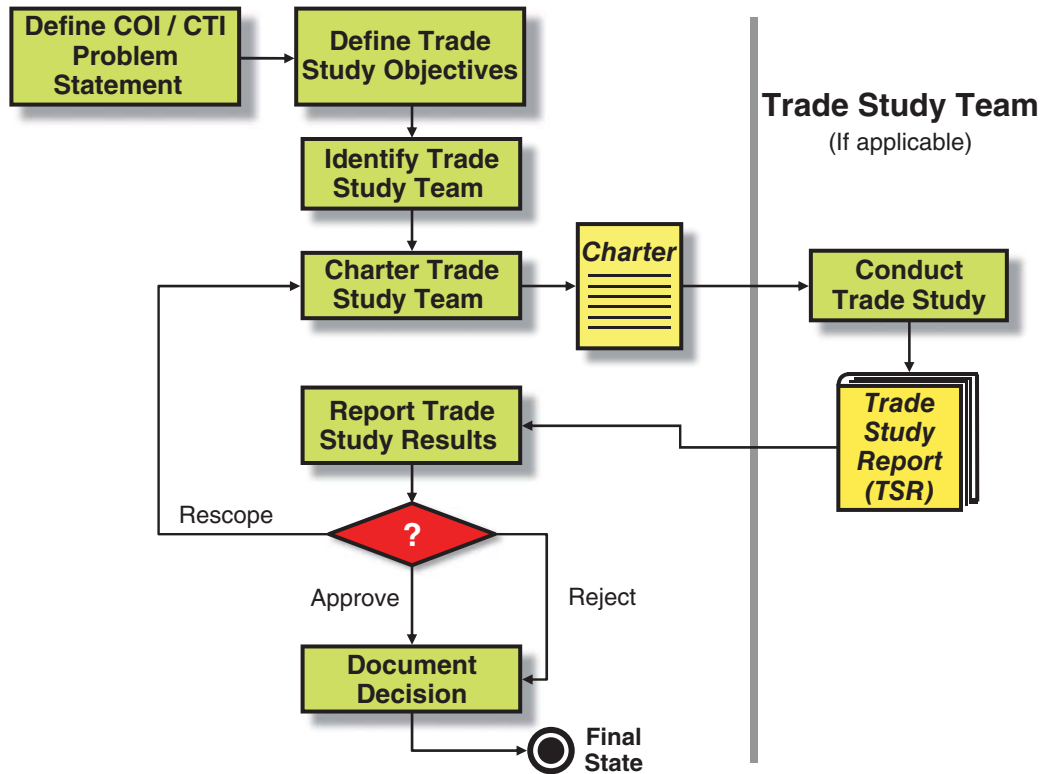 Define COI / CTI
Problem
Statement
Define Trade
Study Objectives
Trade Study Team
(If applicable)
Identify Trade
Study Team
Charter Trade
Study Team
Charter
Conduct
Trade Study
Report Trade
Study Results
Trade
Study
Report
(TSR)
Rescope
?
Approve
Reject
Document
Decision
Final
State